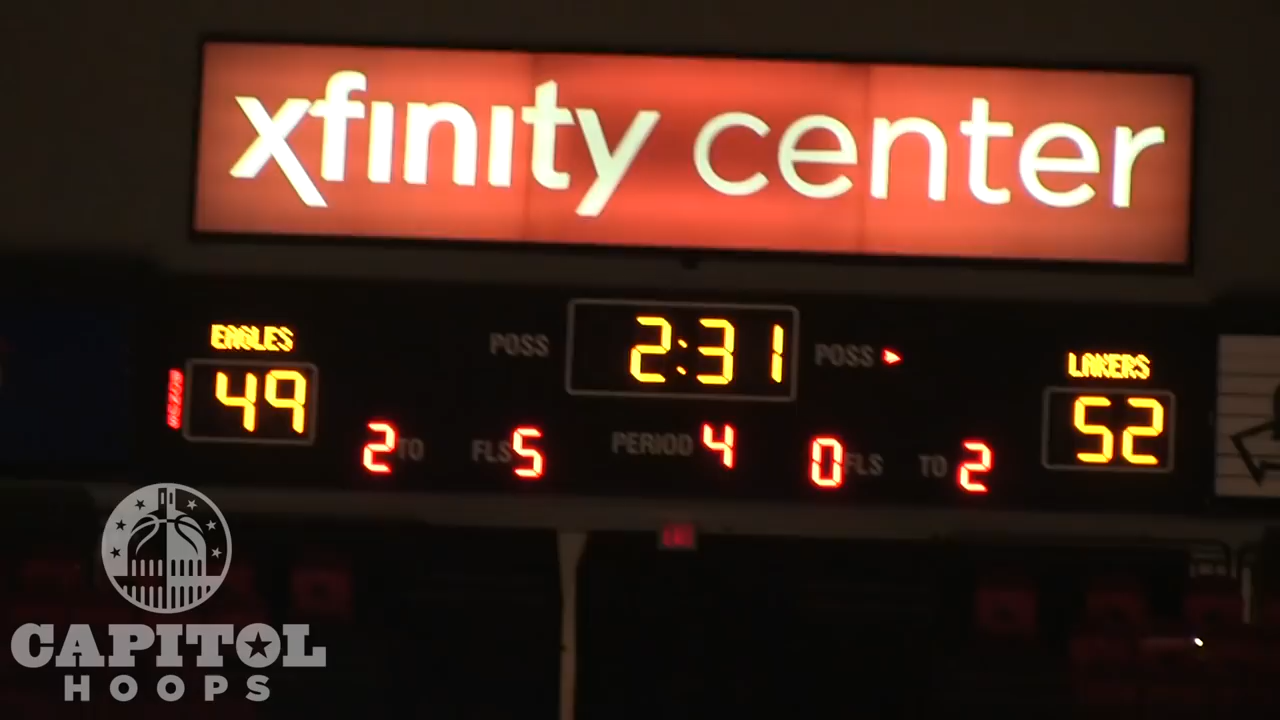 xfinity center
EAGLES POSS 2:31 POSS LAKERS
49 52
2 TO FLS 5 PERIOD 4 0 FLS TO 2
CAPITOL
HOOPS